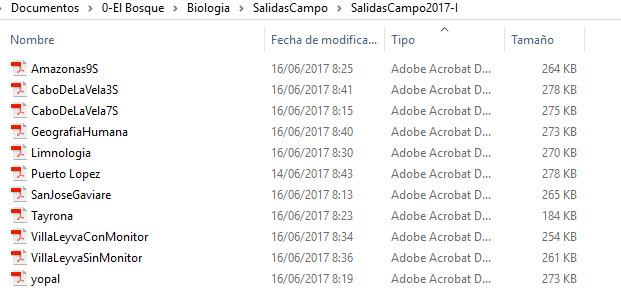 Documentos > 0-El Bosque > Biologia > SalidasCampo > SalidasCampo2017-I
Nombre Fecha de modifica... Tipo Tamaño
Amazonas9S 16/06/2017 8:25 Adobe Acrobat D... 264 KB
CaboDeLaVela3S 16/06/2017 8:41 Adobe Acrobat D... 278 KB
CaboDeLaVela7S 16/06/2017 8:15 Adobe Acrobat D... 275 KB
GeografiaHumana 16/06/2017 8:40 Adobe Acrobat D... 273 KB
Limnologia 16/06/2017 8:30 Adobe Acrobat D... 270 KB
Puerto Lopez 14/06/2017 8:43 Adobe Acrobat D... 278 KB
SanJoseGaviare 16/06/2017 8:13 Adobe Acrobat D... 265 KB
Tayrona 16/06/2017 8:23 Adobe Acrobat D... 184 KB
VillaLeyvaConMonitor 16/06/2017 8:34 Adobe Acrobat D... 254 KB
VillaLeyvaSinMonitor 16/06/2017 8:36 Adobe Acrobat D... 261 KB
yopal 16/06/2017 8:19 Adobe Acrobat D... 273 KB